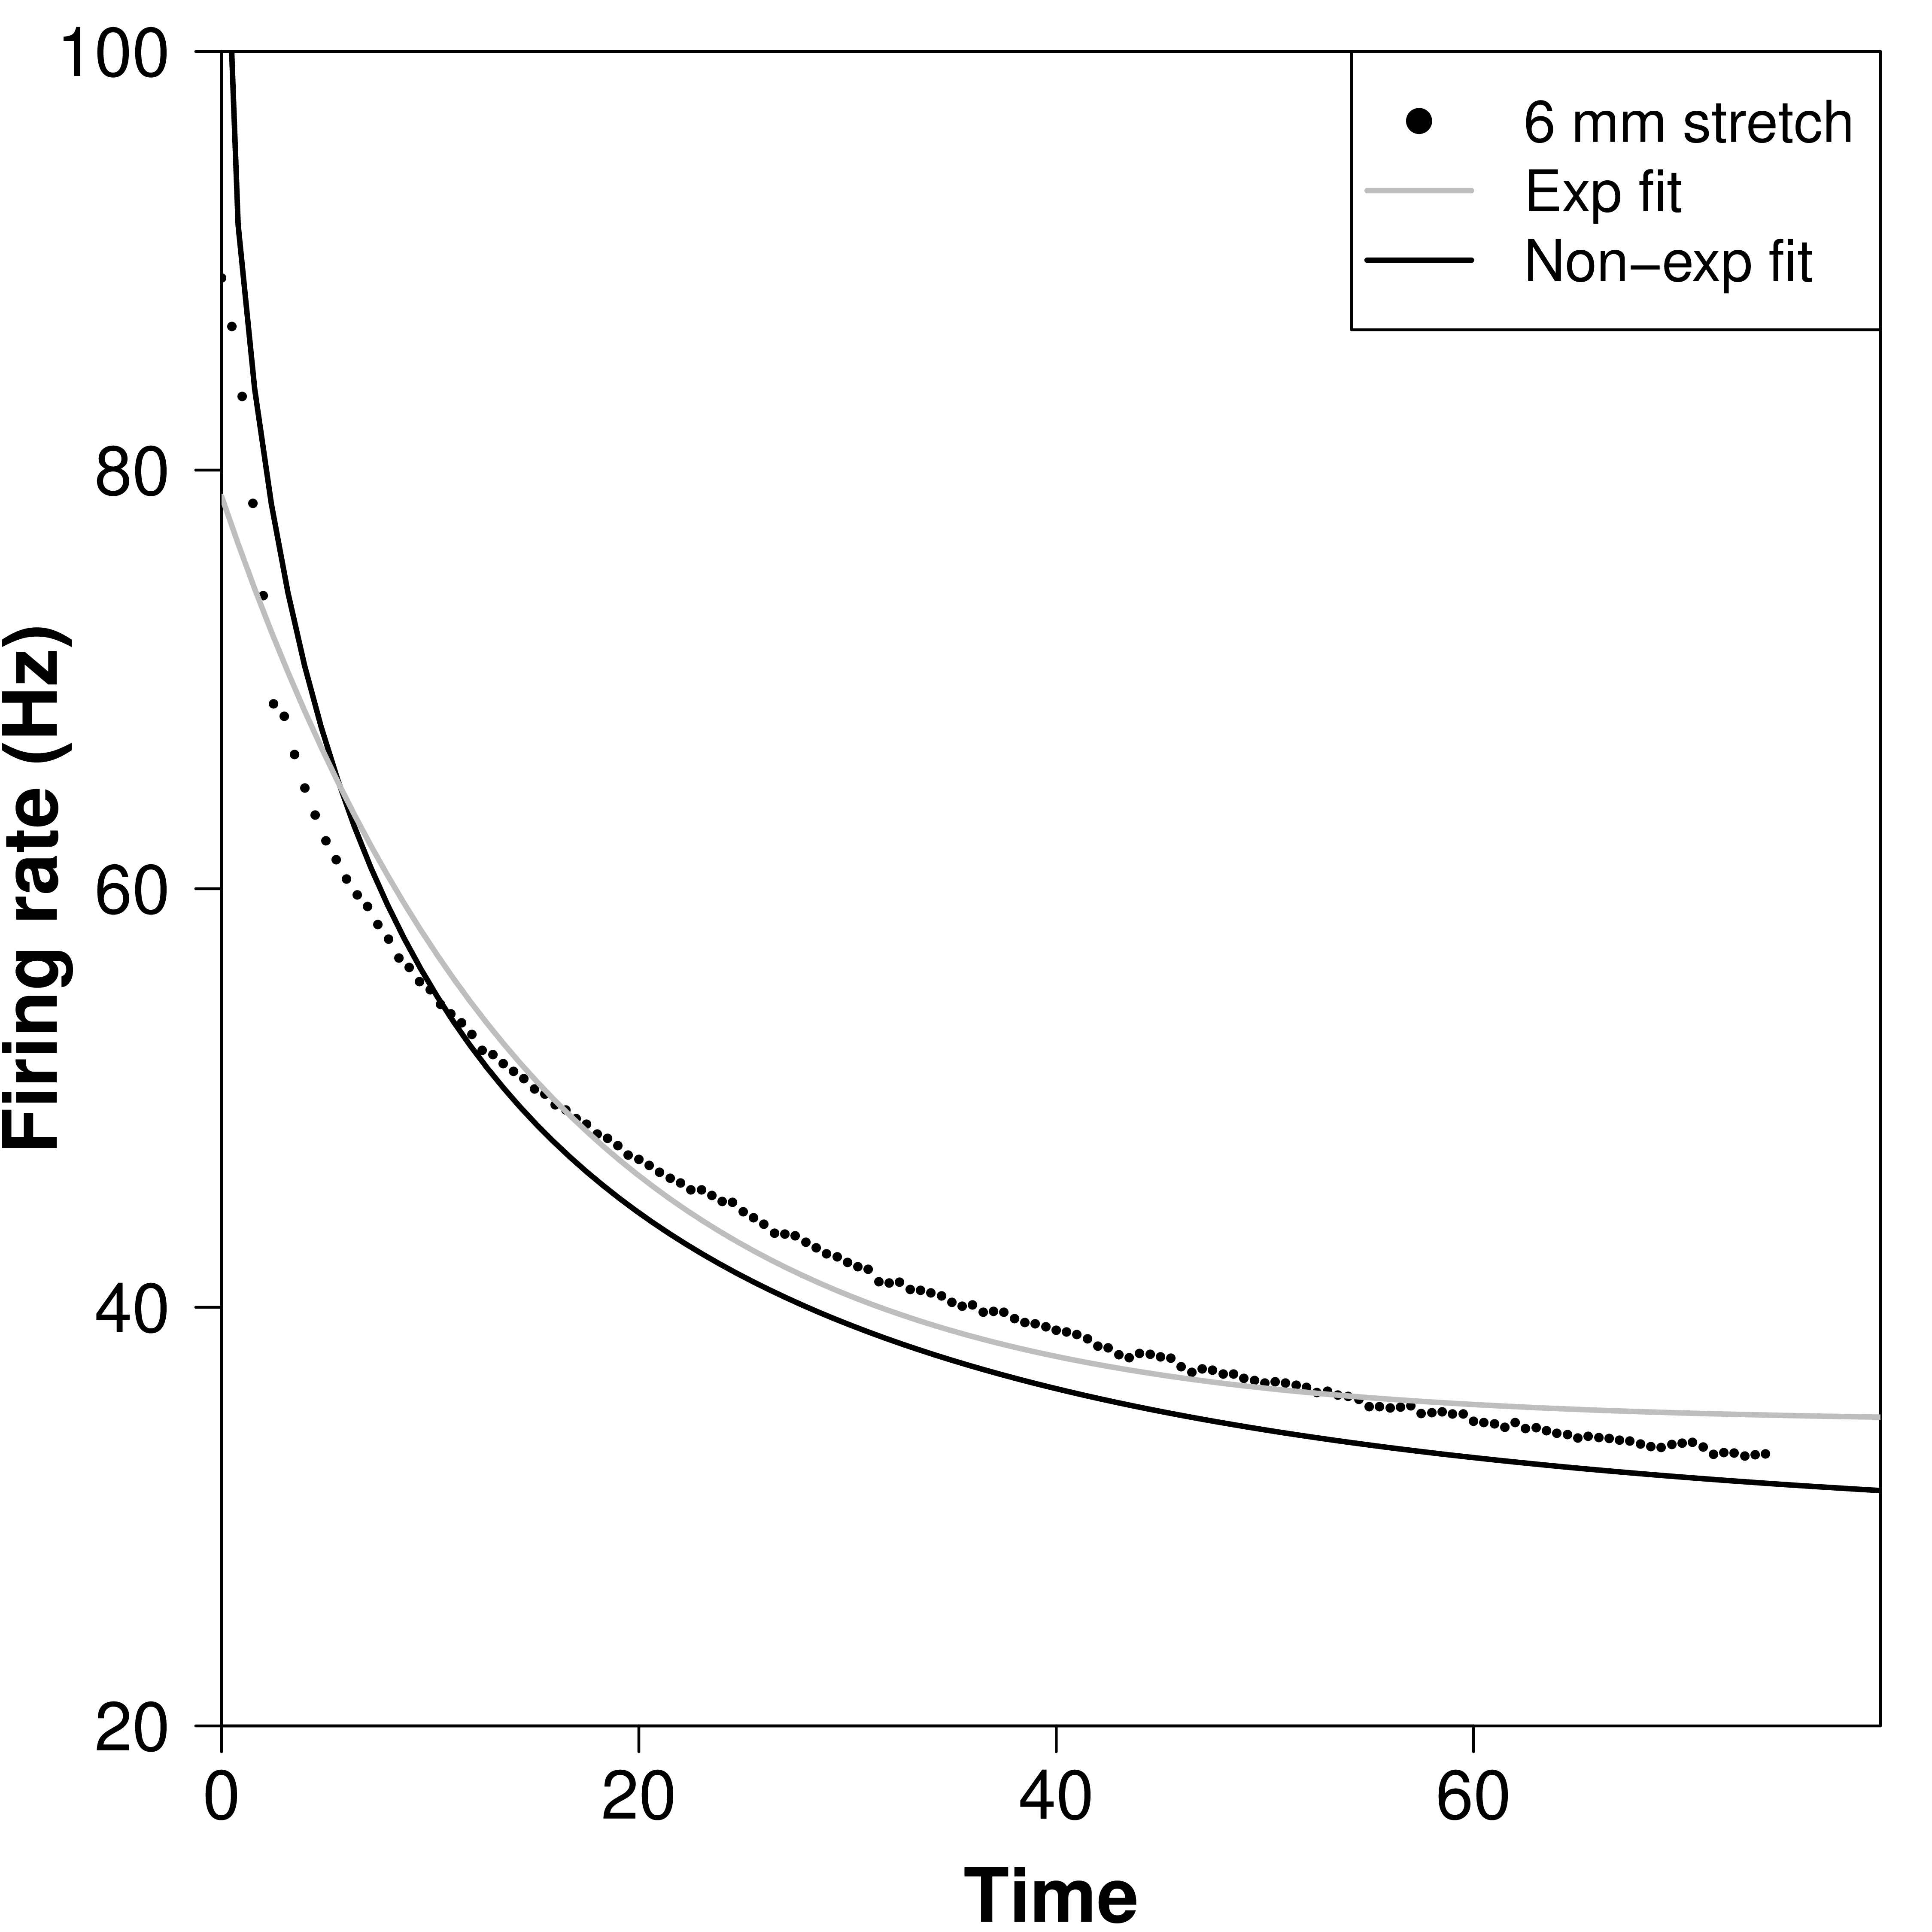 100
80
60
40
20
Firing rate (Hz)
6 mm stretch
Exp fit
Non−exp fit
0 20 40 60
Time